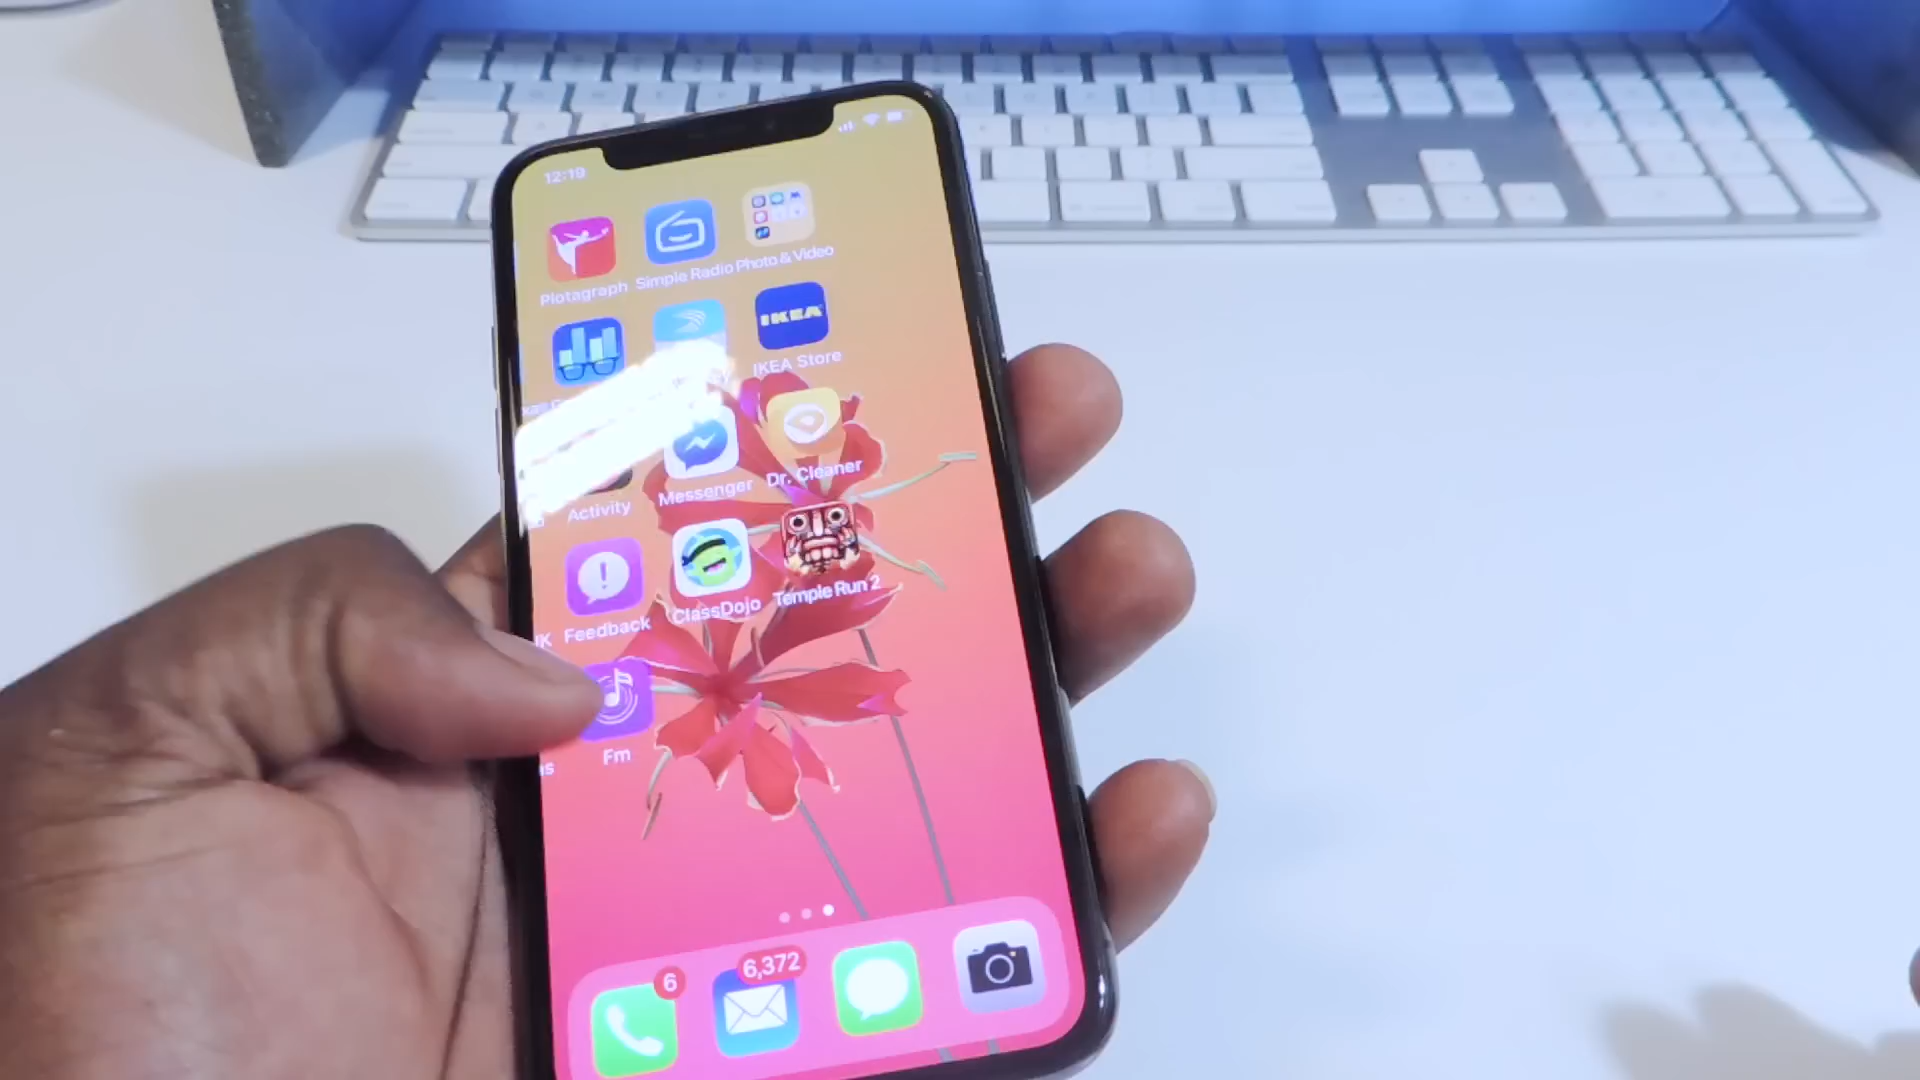 12:19
Plotagraph
Simple Radio
Photo & Video
IKEA
IKEA Store
Activity
Messenger
Dr. Cleaner
Feedback
ClassDojo
Temple Run 2
Fm
6
6,372